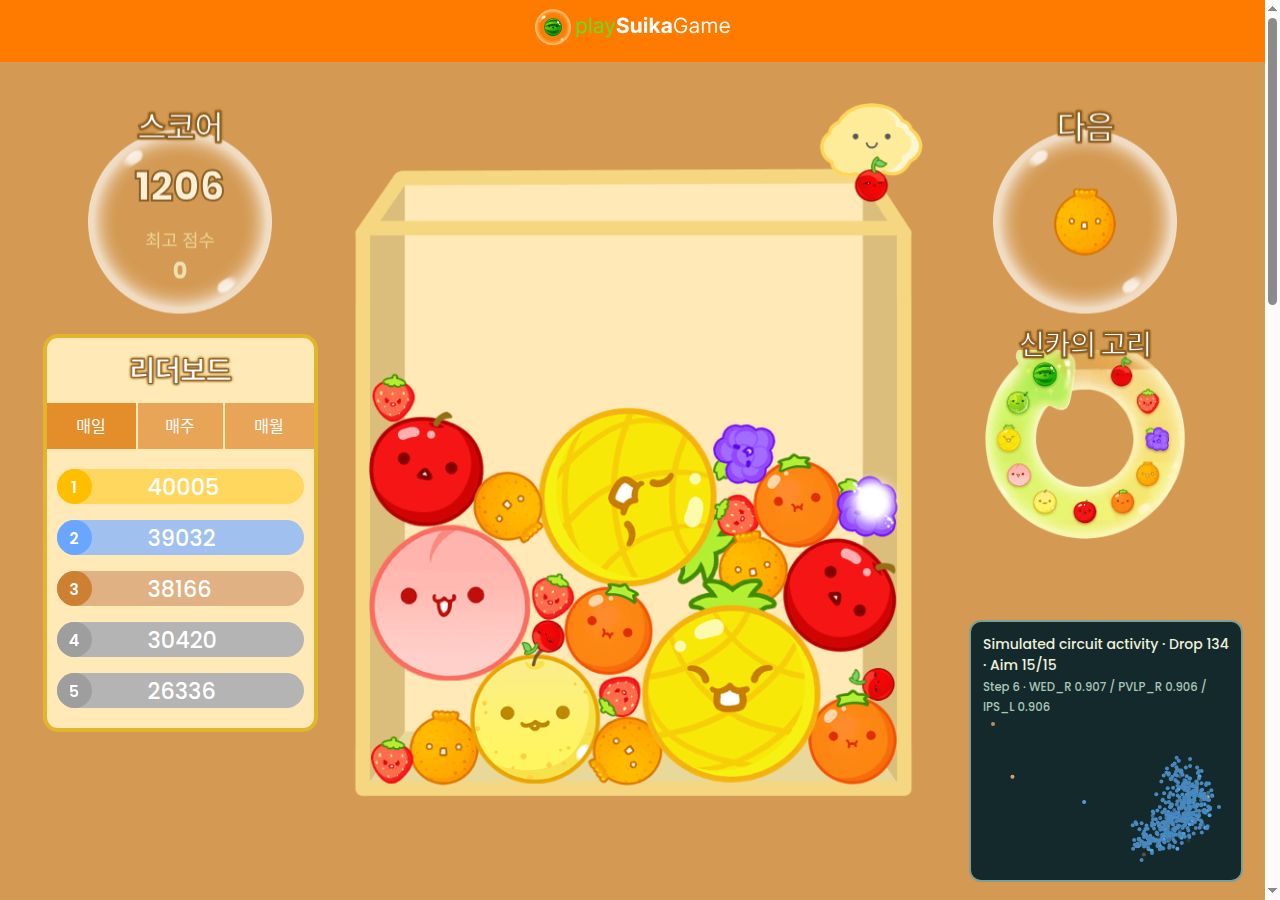 playSuikaGame
스코어
1206
최고 점수
0
다음
신카의 고리
리더보드
매일 매주 매월
1 40005
2 39032
3 38166
4 30420
5 26336
Simulated circuit activity · Drop 134
· Aim 15/15
Step 6 · WED_R 0.907 / PVLP_R 0.906 /
IPS_L 0.906